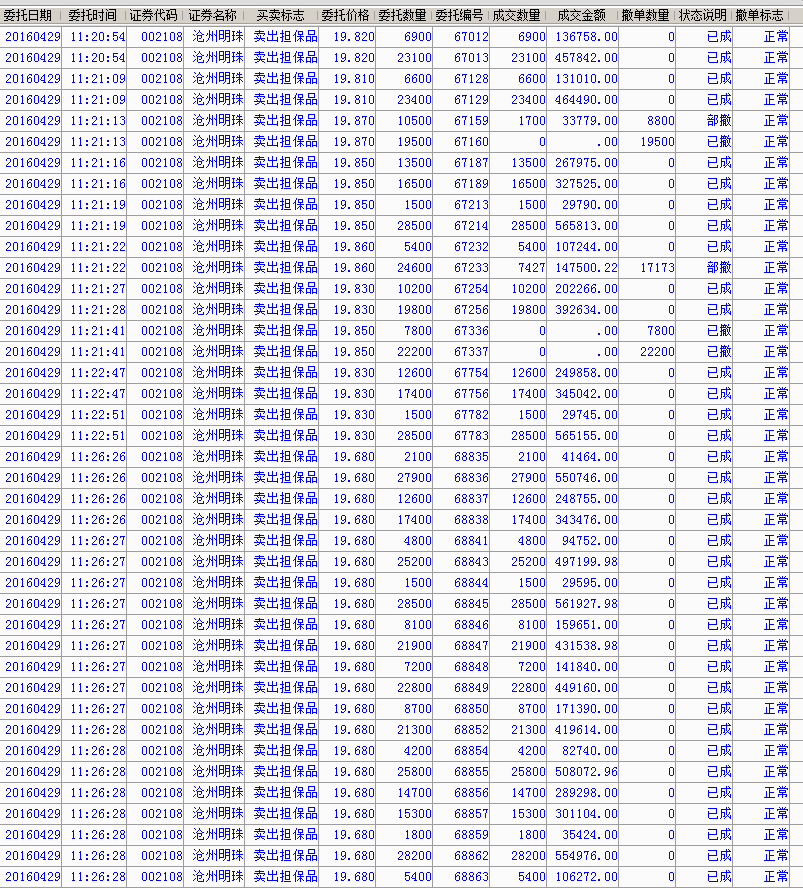 委托日期 委托时间 证券代码 证券名称 买卖标志 委托价格 委托数量 委托编号 成交数量 成交金额 撤单数量 状态说明 撤单标志
20160429 11:20:54 002108 沧州明珠 卖出担保品 19.820 6900 67012 6900 136758.00 0 已成 正常
20160429 11:20:54 002108 沧州明珠 卖出担保品 19.820 23100 67013 23100 457842.00 0 已成 正常
20160429 11:21:09 002108 沧州明珠 卖出担保品 19.810 6600 67128 6600 131010.00 0 已成 正常
20160429 11:21:09 002108 沧州明珠 卖出担保品 19.810 23400 67129 23400 464490.00 0 已成 正常
20160429 11:21:13 002108 沧州明珠 卖出担保品 19.870 10500 67159 1700 33779.00 8800 部撤 正常
20160429 11:21:13 002108 沧州明珠 卖出担保品 19.870 19500 67160 0 .00 19500 已撤 正常
20160429 11:21:16 002108 沧州明珠 卖出担保品 19.850 13500 67187 13500 267975.00 0 已成 正常
20160429 11:21:16 002108 沧州明珠 卖出担保品 19.850 16500 67189 16500 327525.00 0 已成 正常
20160429 11:21:19 002108 沧州明珠 卖出担保品 19.850 1500 67213 1500 29790.00 0 已成 正常
20160429 11:21:19 002108 沧州明珠 卖出担保品 19.850 28500 67214 28500 565813.00 0 已成 正常
20160429 11:21:22 002108 沧州明珠 卖出担保品 19.860 5400 67232 5400 107244.00 0 已成 正常
20160429 11:21:22 002108 沧州明珠 卖出担保品 19.860 24600 67233 7427 147500.22 17173 部撤 正常
20160429 11:21:27 002108 沧州明珠 卖出担保品 19.830 10200 67254 10200 202266.00 0 已成 正常
20160429 11:21:28 002108 沧州明珠 卖出担保品 19.830 19800 67256 19800 392634.00 0 已成 正常
20160429 11:21:41 002108 沧州明珠 卖出担保品 19.850 7800 67336 0 .00 7800 已撤 正常
20160429 11:21:41 002108 沧州明珠 卖出担保品 19.850 22200 67337 0 .00 22200 已撤 正常
20160429 11:22:47 002108 沧州明珠 卖出担保品 19.830 12600 67754 12600 249858.00 0 已成 正常
20160429 11:22:47 002108 沧州明珠 卖出担保品 19.830 17400 67756 17400 345042.00 0 已成 正常
20160429 11:22:51 002108 沧州明珠 卖出担保品 19.830 1500 67782 1500 29745.00 0 已成 正常
20160429 11:22:51 002108 沧州明珠 卖出担保品 19.830 28500 67783 28500 565155.00 0 已成 正常
20160429 11:26:26 002108 沧州明珠 卖出担保品 19.680 2100 68835 2100 41464.00 0 已成 正常
20160429 11:26:26 002108 沧州明珠 卖出担保品 19.680 27900 68836 27900 550746.00 0 已成 正常
20160429 11:26:26 002108 沧州明珠 卖出担保品 19.680 12600 68837 12600 248755.00 0 已成 正常
20160429 11:26:26 002108 沧州明珠 卖出担保品 19.680 17400 68838 17400 343476.00 0 已成 正常
20160429 11:26:27 002108 沧州明珠 卖出担保品 19.680 4800 68841 4800 94752.00 0 已成 正常
20160429 11:26:27 002108 沧州明珠 卖出担保品 19.680 25200 68843 25200 497199.98 0 已成 正常
20160429 11:26:27 002108 沧州明珠 卖出担保品 19.680 1500 68844 1500 29595.00 0 已成 正常
20160429 11:26:27 002108 沧州明珠 卖出担保品 19.680 28500 68845 28500 561927.98 0 已成 正常
20160429 11:26:27 002108 沧州明珠 卖出担保品 19.680 8100 68846 8100 159651.00 0 已成 正常
20160429 11:26:27 002108 沧州明珠 卖出担保品 19.680 21900 68847 21900 431538.98 0 已成 正常
20160429 11:26:27 002108 沧州明珠 卖出担保品 19.680 7200 68848 7200 141840.00 0 已成 正常
20160429 11:26:27 002108 沧州明珠 卖出担保品 19.680 22800 68849 22800 449160.00 0 已成 正常
20160429 11:26:27 002108 沧州明珠 卖出担保品 19.680 8700 68850 8700 171390.00 0 已成 正常
20160429 11:26:28 002108 沧州明珠 卖出担保品 19.680 21300 68852 21300 419614.00 0 已成 正常
20160429 11:26:28 002108 沧州明珠 卖出担保品 19.680 4200 68854 4200 82740.00 0 已成 正常
20160429 11:26:28 002108 沧州明珠 卖出担保品 19.680 25800 68855 25800 508072.96 0 已成 正常
20160429 11:26:28 002108 沧州明珠 卖出担保品 19.680 14700 68856 14700 289298.00 0 已成 正常
20160429 11:26:28 002108 沧州明珠 卖出担保品 19.680 15300 68857 15300 301104.00 0 已成 正常
20160429 11:26:28 002108 沧州明珠 卖出担保品 19.680 1800 68859 1800 35424.00 0 已成 正常
20160429 11:26:28 002108 沧州明珠 卖出担保品 19.680 28200 68862 28200 554976.00 0 已成 正常
20160429 11:26:28 002108 沧州明珠 卖出担保品 19.680 5400 68863 5400 106272.00 0 已成 正常